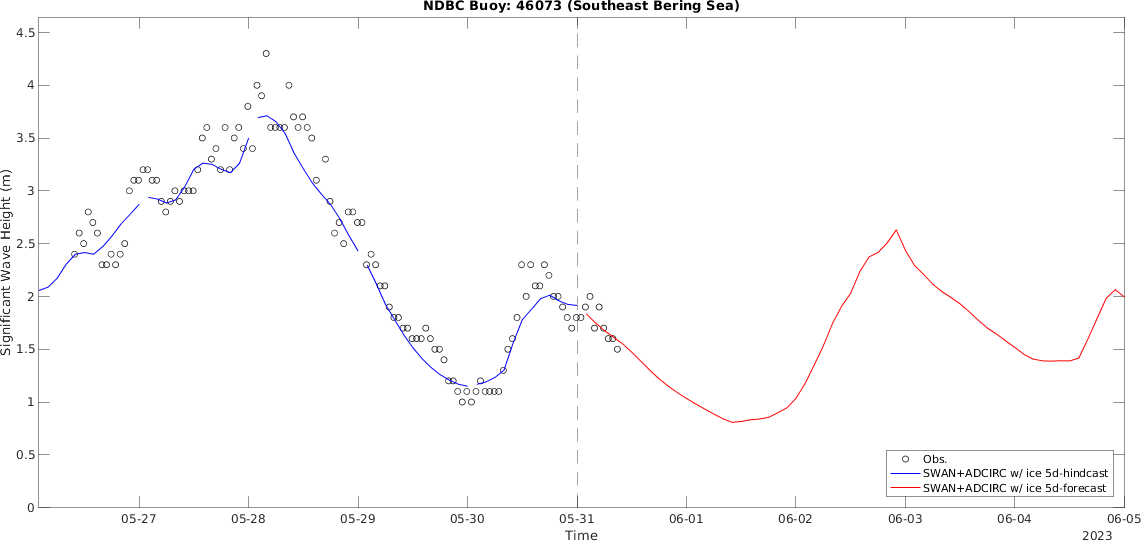 NDBC Buoy: 46073 (Southeast Bering Sea)
4.5
4
3.5
3
2.5
2
1.5
1
0.5
0
Significant Wave Height (m)
Obs.
SWAN+ADCIRC w/ ice 5d-hindcast
SWAN+ADCIRC w/ ice 5d-forecast
05-27 05-28 05-29 05-30 05-31 06-01 06-02 06-03 06-04 06-05
Time
2023